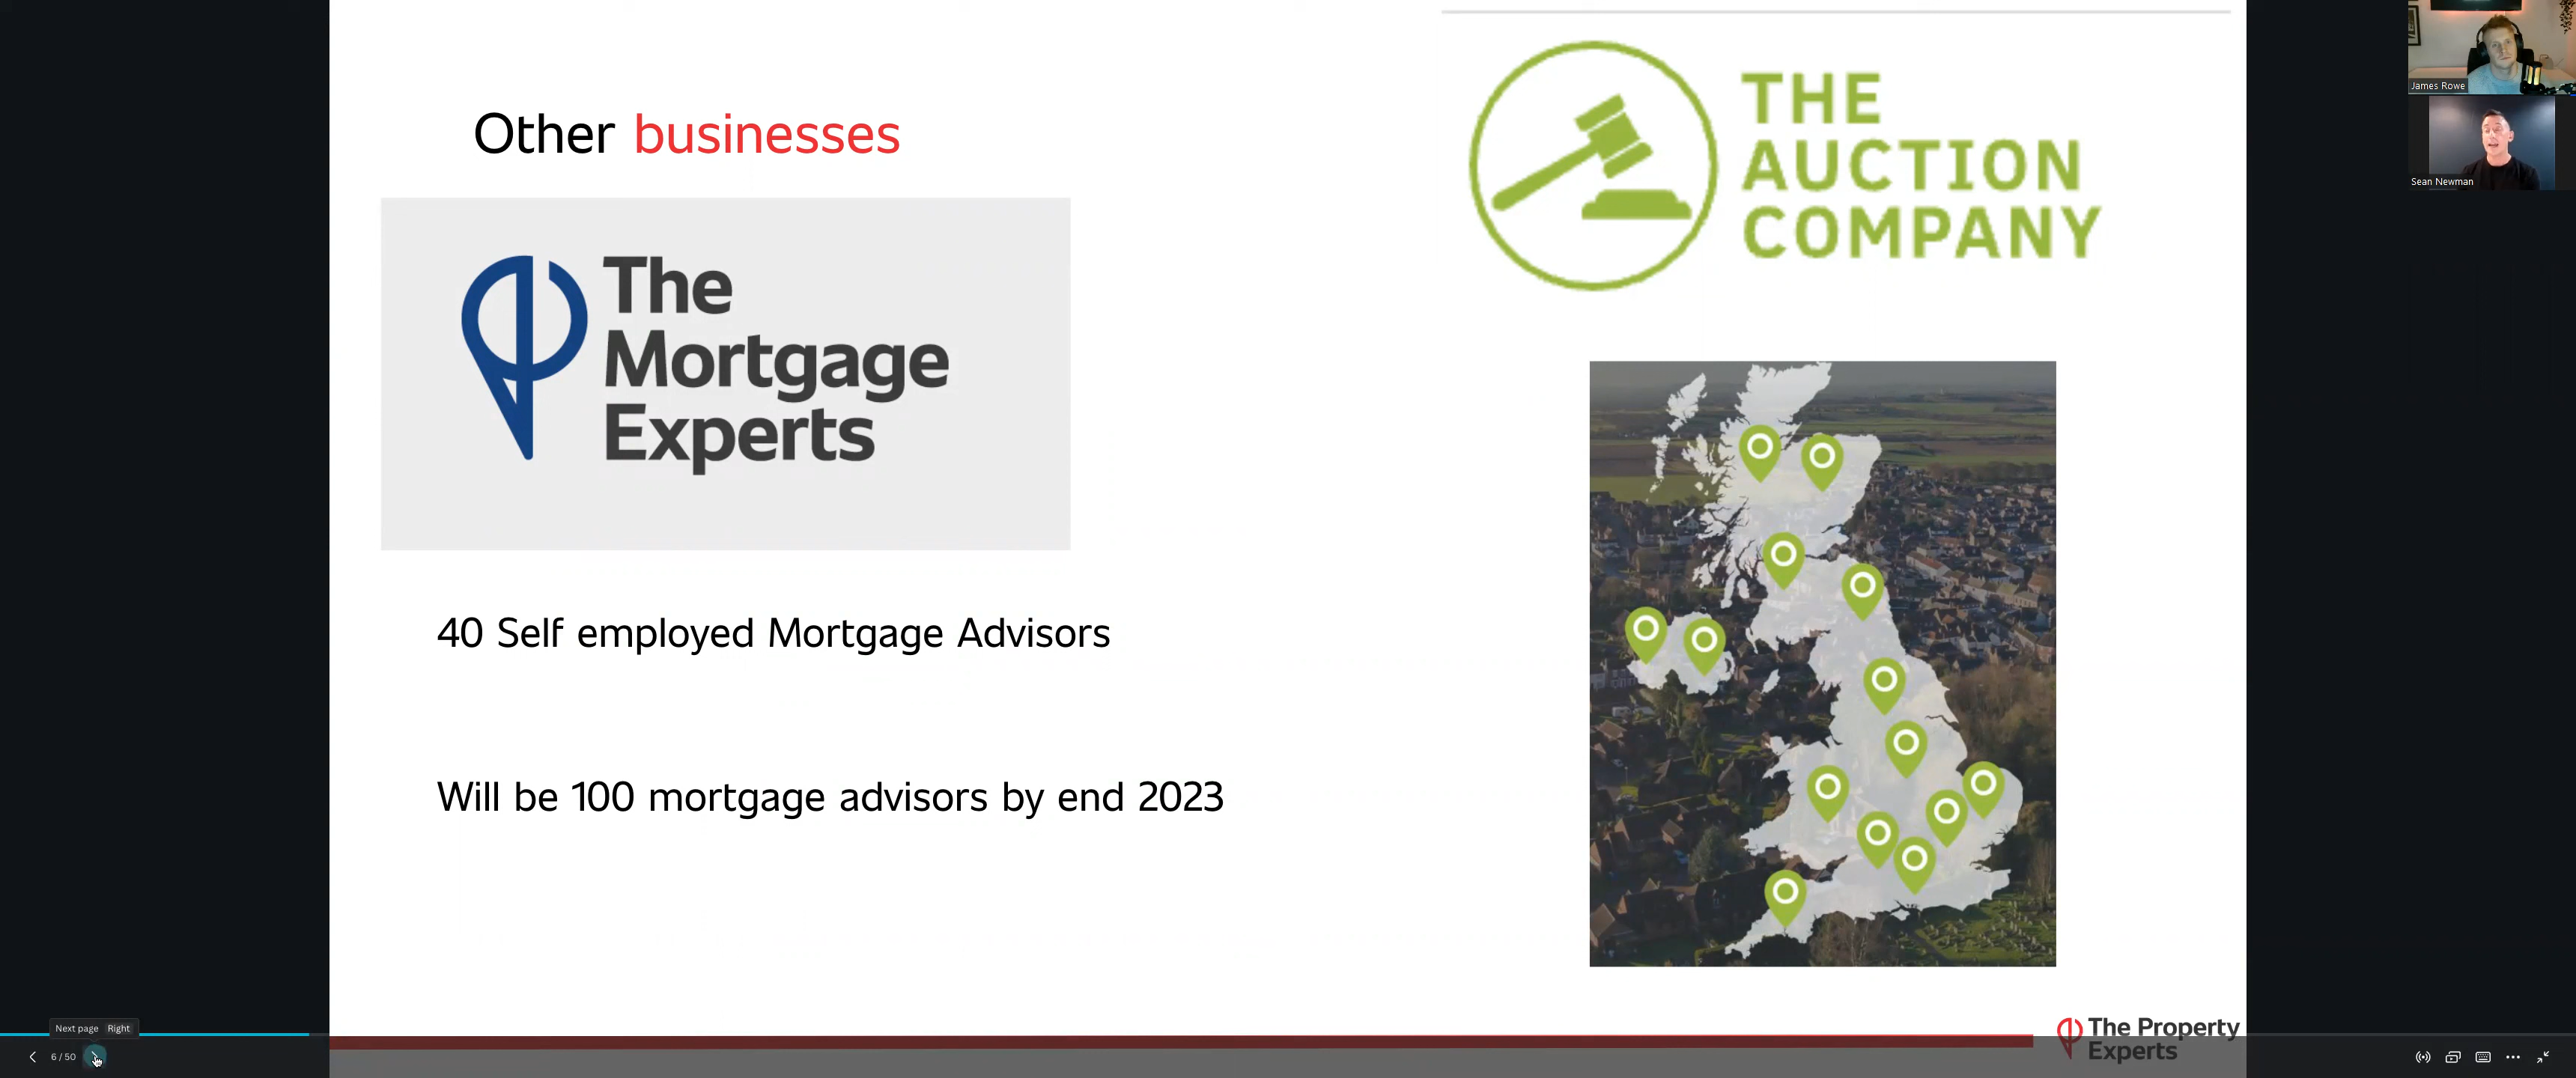 Other businesses
The
Mortgage
Experts
40 Self employed Mortgage Advisors
Will be 100 mortgage advisors by end 2023
THE
AUCTION
COMPANY
The Property
Experts
James Rowe
Sean Newman
Next page Right
6 / 50